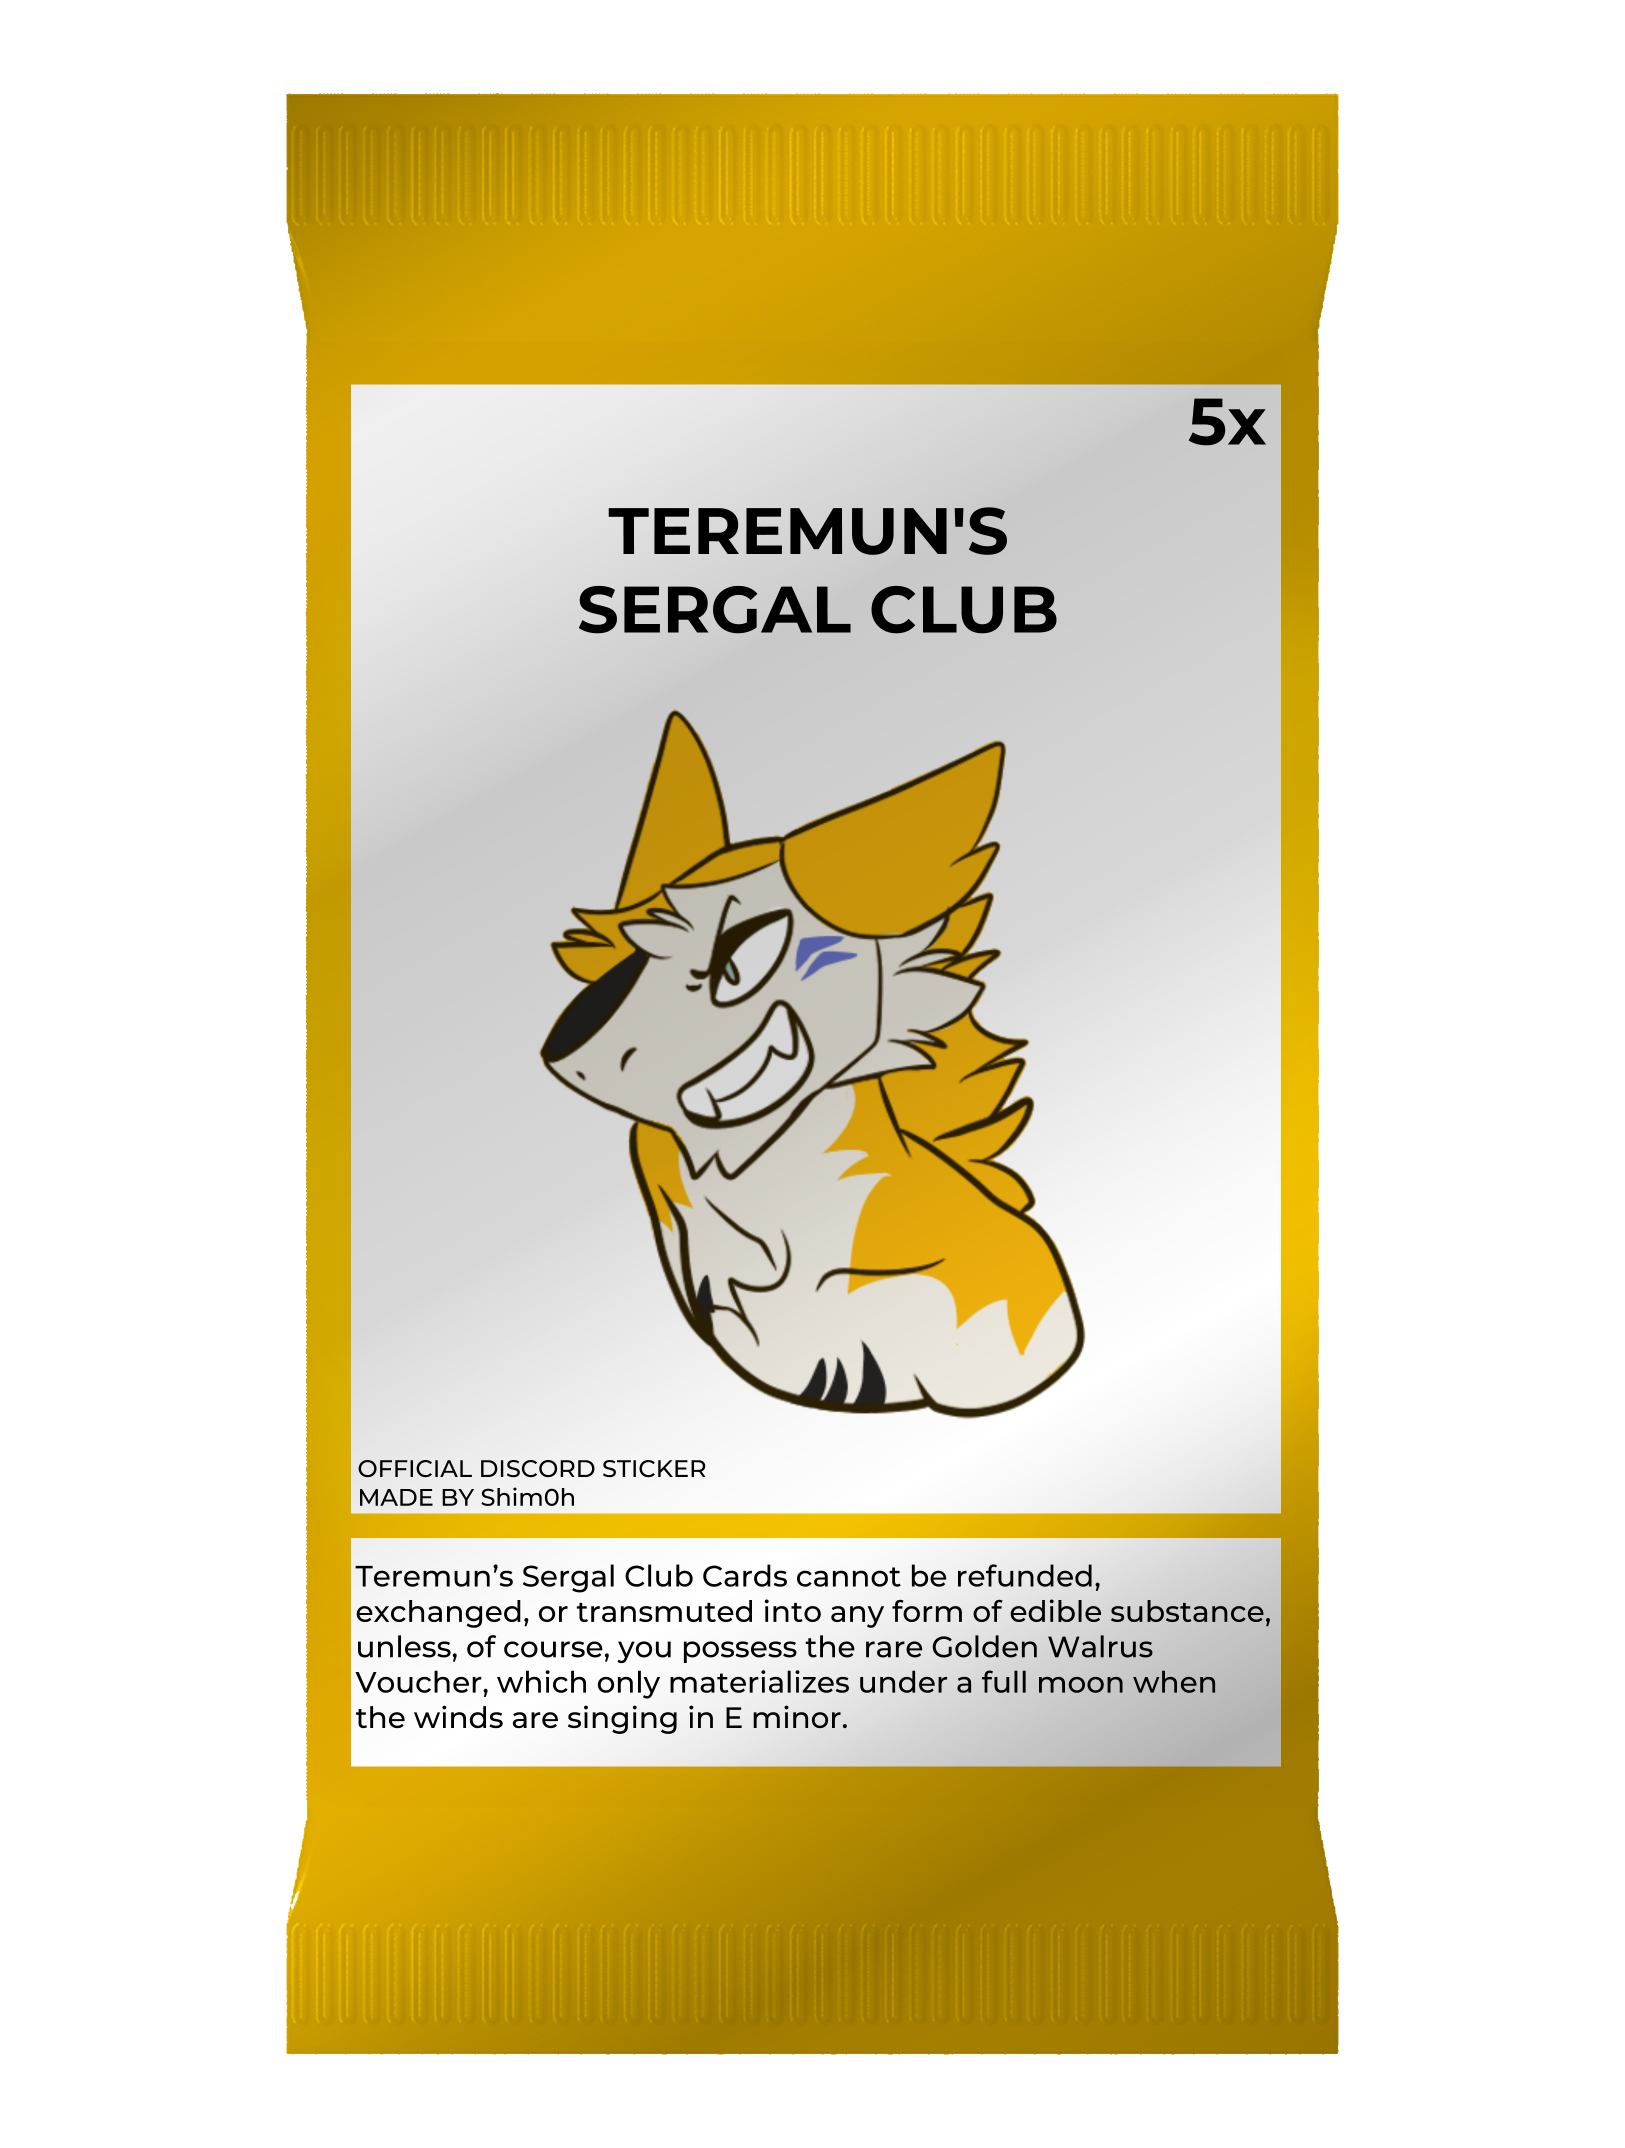 5x
TEREMUN'S
SERGAL CLUB
OFFICIAL DISCORD STICKER
MADE BY Shim0h
Teremun’s Sergal Club Cards cannot be refunded,
exchanged, or transmuted into any form of edible substance,
unless, of course, you possess the rare Golden Walrus
Voucher, which only materializes under a full moon when
the winds are singing in E minor.